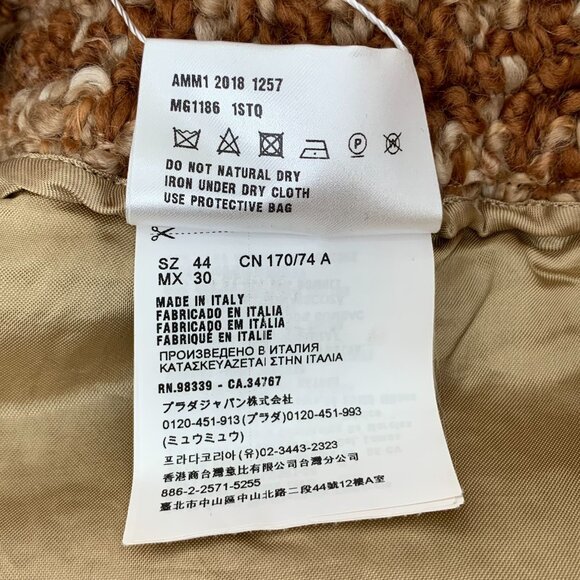 AMM1 2018 1257
MG1186 1STQ
P
DO NOT NATURAL DRY
IRON UNDER DRY CLOTH
USE PROTECTIVE BAG
SZ 44 CN 170/74 A
MX 30
MADE IN ITALY
FABRICADO EN ITALIA
FABRICADO EM ITÁLIA
FABRIQUÉ EN ITALIE
ПРОИЗВЕДЕНО В ИТАЛИЯ
ΚΑΤΑΣΚΕΥΑΖΕΤΑΙ ΣΤΗΝ ΙΤΑΛΙΑ
RN.98339 - CA.34767
プラダジャパン株式会社
0120-451-913 (プラダ)0120-451-993
(ミュウミュウ)
프라다코리아 (유)02-3443-2323
香港商台灣意比有限公司台灣分公司
886-2-2571-5255
臺北市中山區中山北路二段44號12樓A